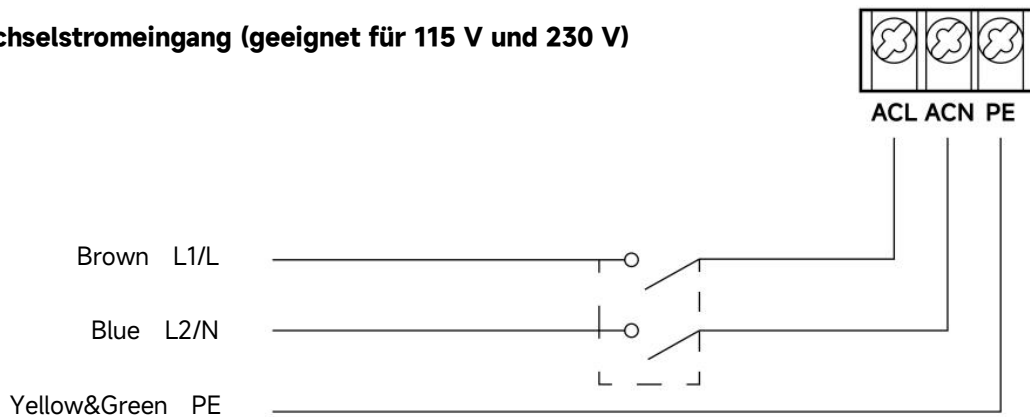 chselstromeingang (geeignet für 115 V und 230 V)
ACL ACN PE
Brown L1/L
Blue L2/N
Yellow&Green PE